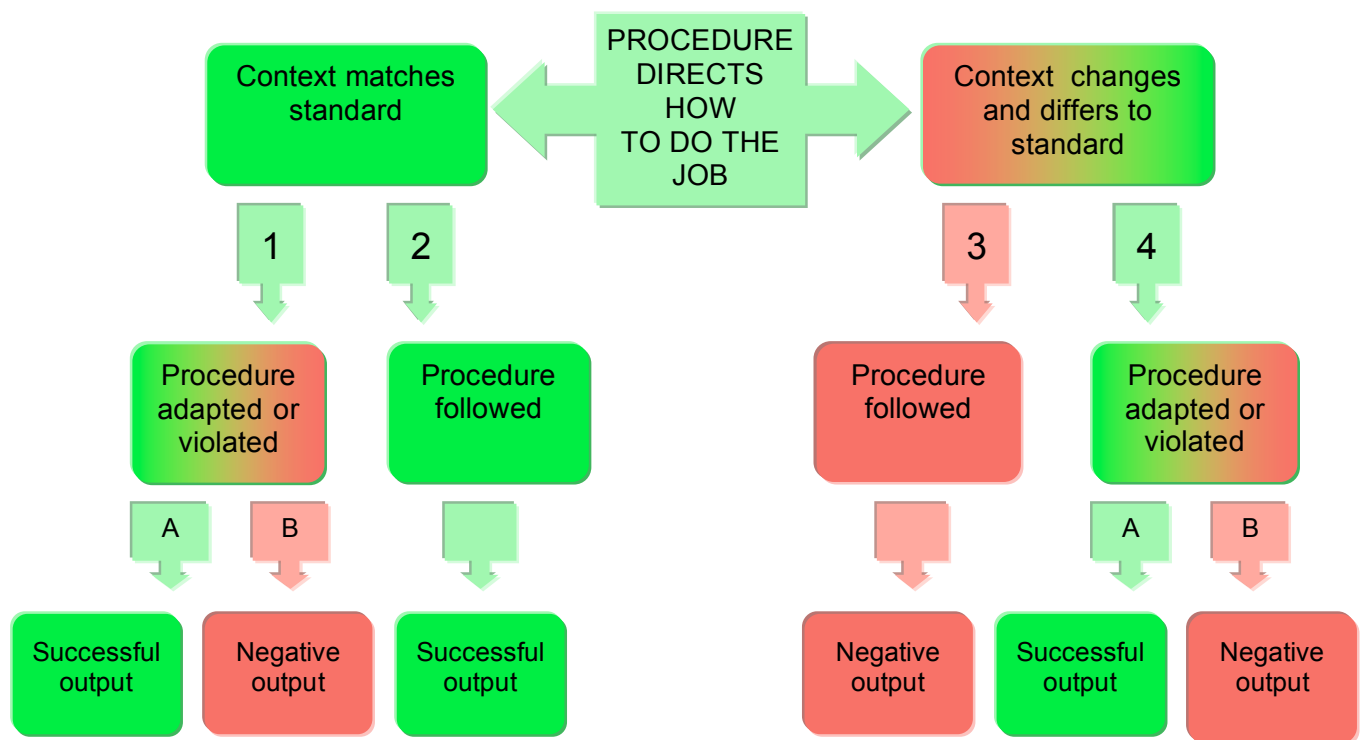 PROCEDURE
DIRECTS
HOW
TO DO THE
JOB
Context matches
standard
Context changes
and differs to
standard
1
2
3
4
Procedure
adapted or
violated
Procedure
followed
Procedure
followed
Procedure
adapted or
violated
A
B
A
B
Successful
output
Negative
output
Successful
output
Negative
output
Successful
output
Negative
output